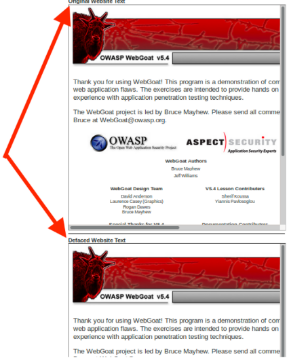 Original Website Text
OWASP WebGoat v5.4
Thank you for using WebGoat! This program is a demonstration of com
web application flaws. The exercises are intended to provide hands on
experience with application penetration testing techniques.
The WebGoat project is led by Bruce Mayhew. Please send all comme
Bruce at WebGoat@owasp.org.
OWASP
The Open Web Application Security Project
ASPECT SECURITY
Application Security Experts
WebGoat Authors
Bruce Mayhew
Jeff Williams
WebGoat Design Team
V5.4 Lesson Contributers
David Anderson
Sherif Koussa
Laurence Casey (Graphics)
Yiannis Pavlosoglou
Rogan Dawes
Bruce Mayhew
Special Thanks for V5.4
Documentation Contributors
Defaced Website Text
OWASP WebGoat v5.4
Thank you for using WebGoat! This program is a demonstration of com
web application flaws. The exercises are intended to provide hands on
experience with application penetration testing techniques.
The WebGoat project is led by Bruce Mayhew. Please send all comme